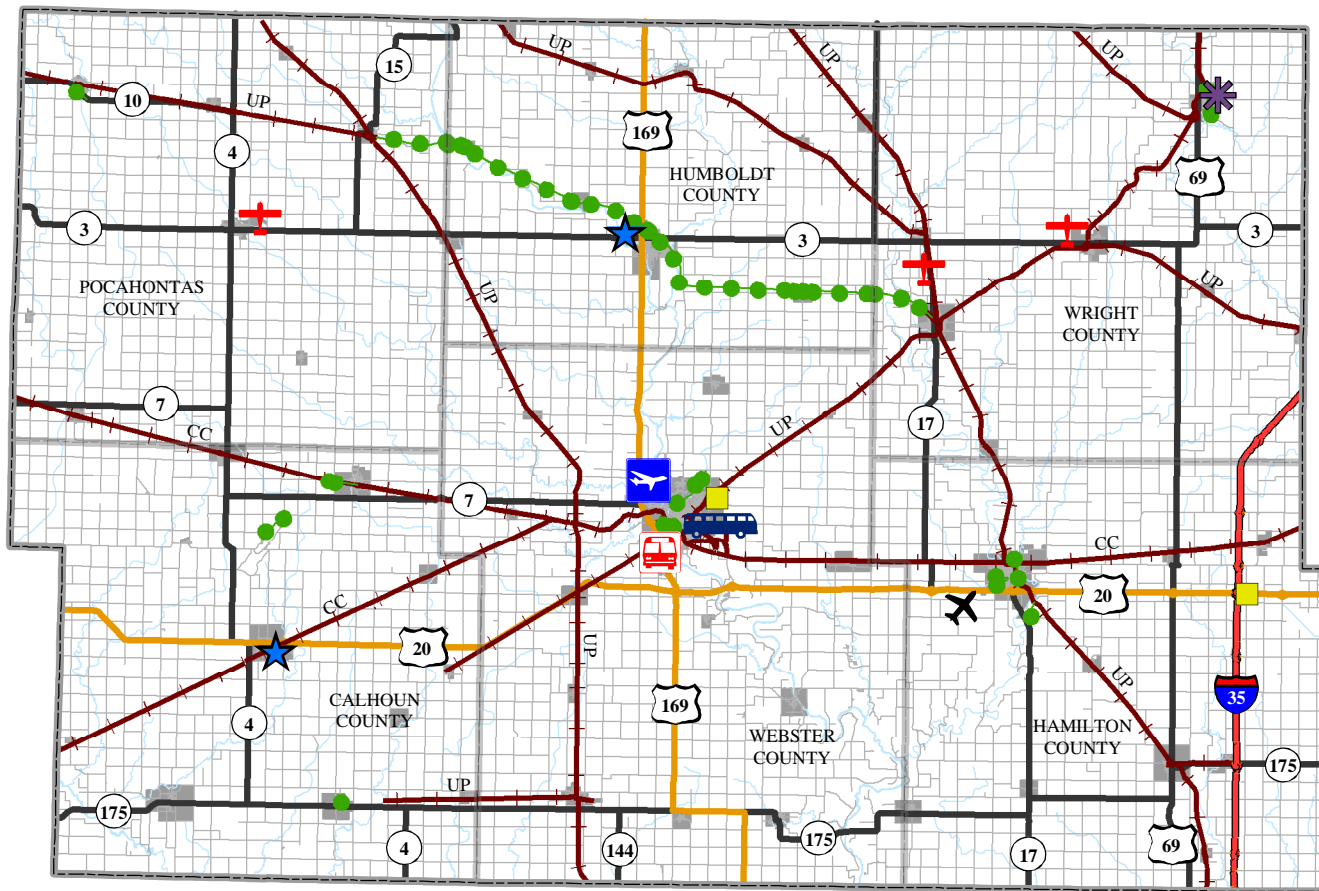 UP
UP
UP
15
10
UP
169
4
HUMBOLDT
COUNTY
69
3
3
3
POCAHONTAS
COUNTY
UP
UP
WRIGHT
COUNTY
7
CC
17
UP
7
CC
CC
20
20
UP
UP
35
169
CALHOUN
COUNTY
4
WEBSTER
COUNTY
HAMILTON
COUNTY
175
UP
175
175
4
144
17
69